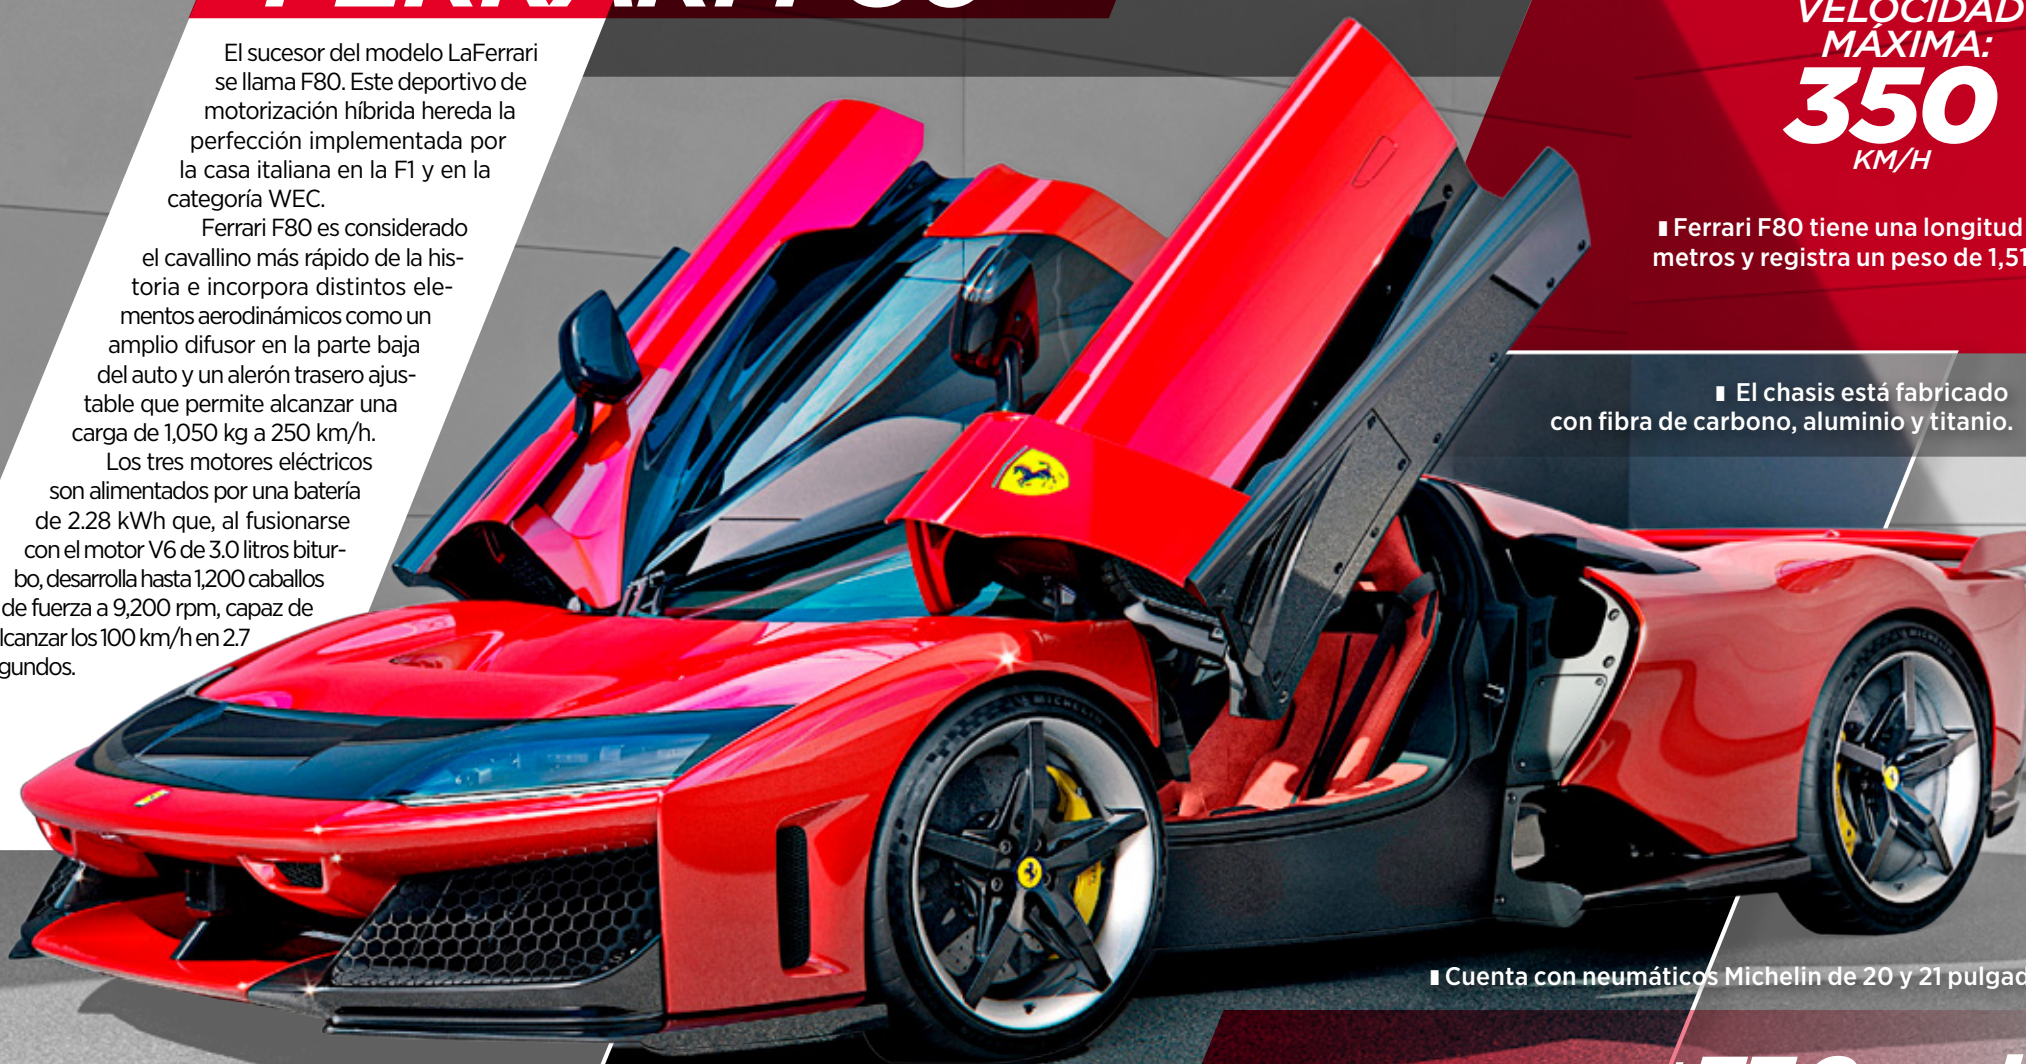 FERRARI F80
El sucesor del modelo LaFerrari
se llama F80. Este deportivo de
motorización híbrida hereda la
perfección implementada por
la casa italiana en la F1 y en la
categoría WEC.
Ferrari F80 es considerado
el cavallino más rápido de la his-
toria e incorpora distintos ele-
mentos aerodinámicos como un
amplio difusor en la parte baja
del auto y un alerón trasero ajus-
table que permite alcanzar una
carga de 1,050 kg a 250 km/h.
Los tres motores eléctricos
son alimentados por una batería
de 2.28 kWh que, al fusionarse
con el motor V6 de 3.0 litros bitur-
bo, desarrolla hasta 1,200 caballos
de fuerza a 9,200 rpm, capaz de
lcanzar los 100 km/h en 2.7
gundos.
VELOCIDAD
MÁXIMA:
350
KM/H
Ferrari F80 tiene una longitud
metros y registra un peso de 1,51
El chasis está fabricado
con fibra de carbono, aluminio y titanio.
MICHELIN
Cuenta con neumáticos Michelin de 20 y 21 pulgad